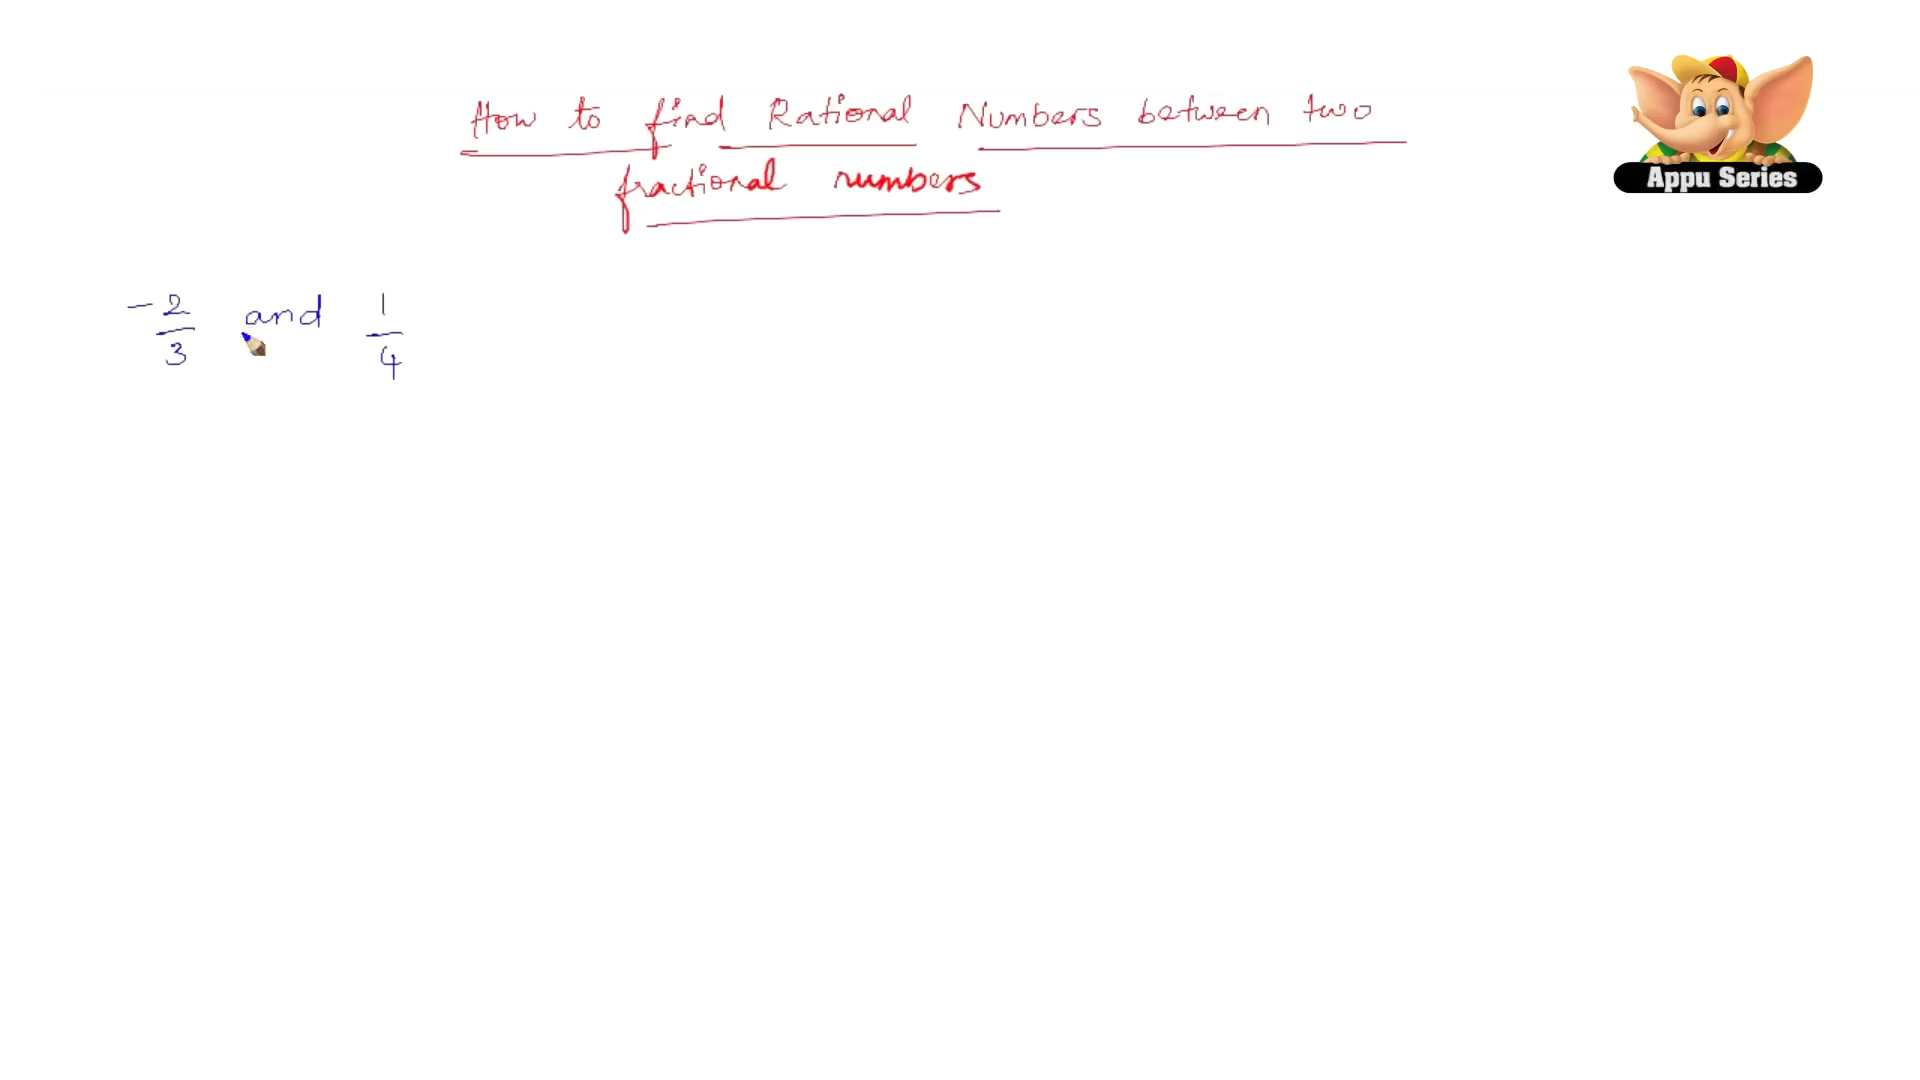 How to find Rational Numbers between two
fractional numbers
Appu Series
-2/3 and 1/4